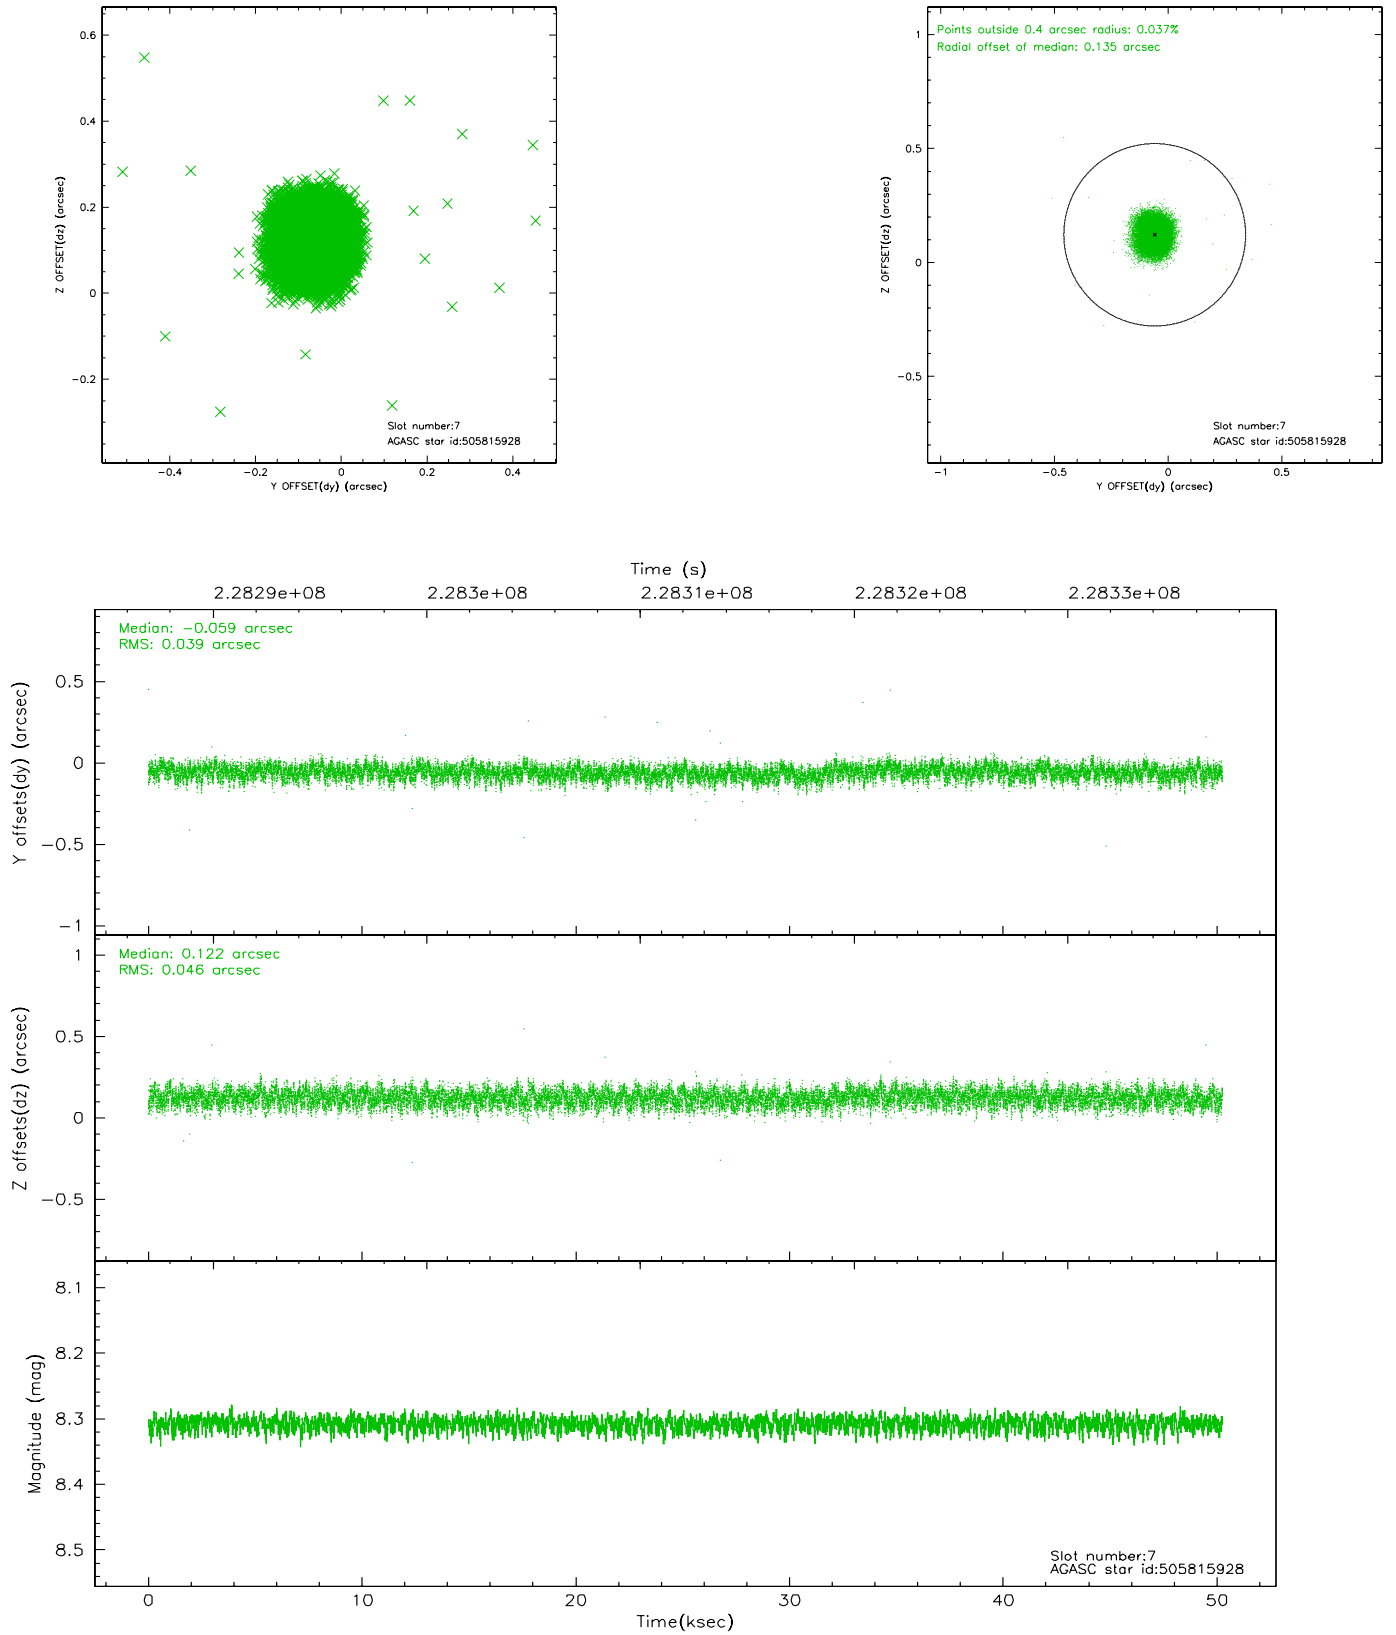 0.6
0.4
0.2
0
−0.2
Z OFFSET(dz) (arcsec)
−0.4
−0.2
0
0.2
0.4
Y OFFSET(dy) (arcsec)
Slot number:7
AGASC star id:505815928
Points outside 0.4 arcsec radius: 0.037%
Radial offset of median: 0.135 arcsec
1
0.5
0
−0.5
Z OFFSET(dz) (arcsec)
−1
−0.5
0
0.5
Y OFFSET(dy) (arcsec)
Slot number:7
AGASC star id:505815928
Time (s)
2.2829e+08
2.283e+08
2.2831e+08
2.2832e+08
2.2833e+08
Median: −0.059 arcsec
RMS: 0.039 arcsec
0.5
0
−0.5
−1
Y offsets(dy) (arcsec)
Median: 0.122 arcsec
RMS: 0.046 arcsec
1
0.5
0
−0.5
Z offsets(dz) (arcsec)
8.1
8.2
8.3
8.4
8.5
Magnitude (mag)
Slot number:7
AGASC star id:505815928
0
10
20
30
40
50
Time(ksec)